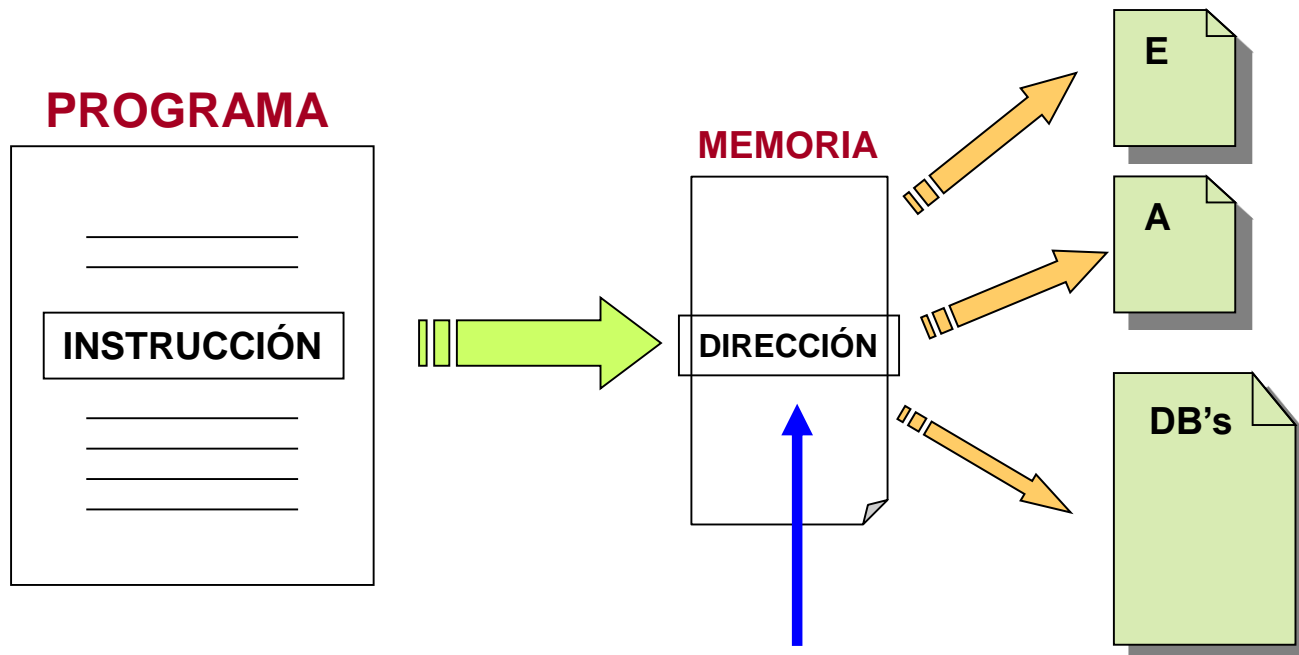 PROGRAMA
INSTRUCCIÓN
MEMORIA
DIRECCIÓN
E
A
DB's